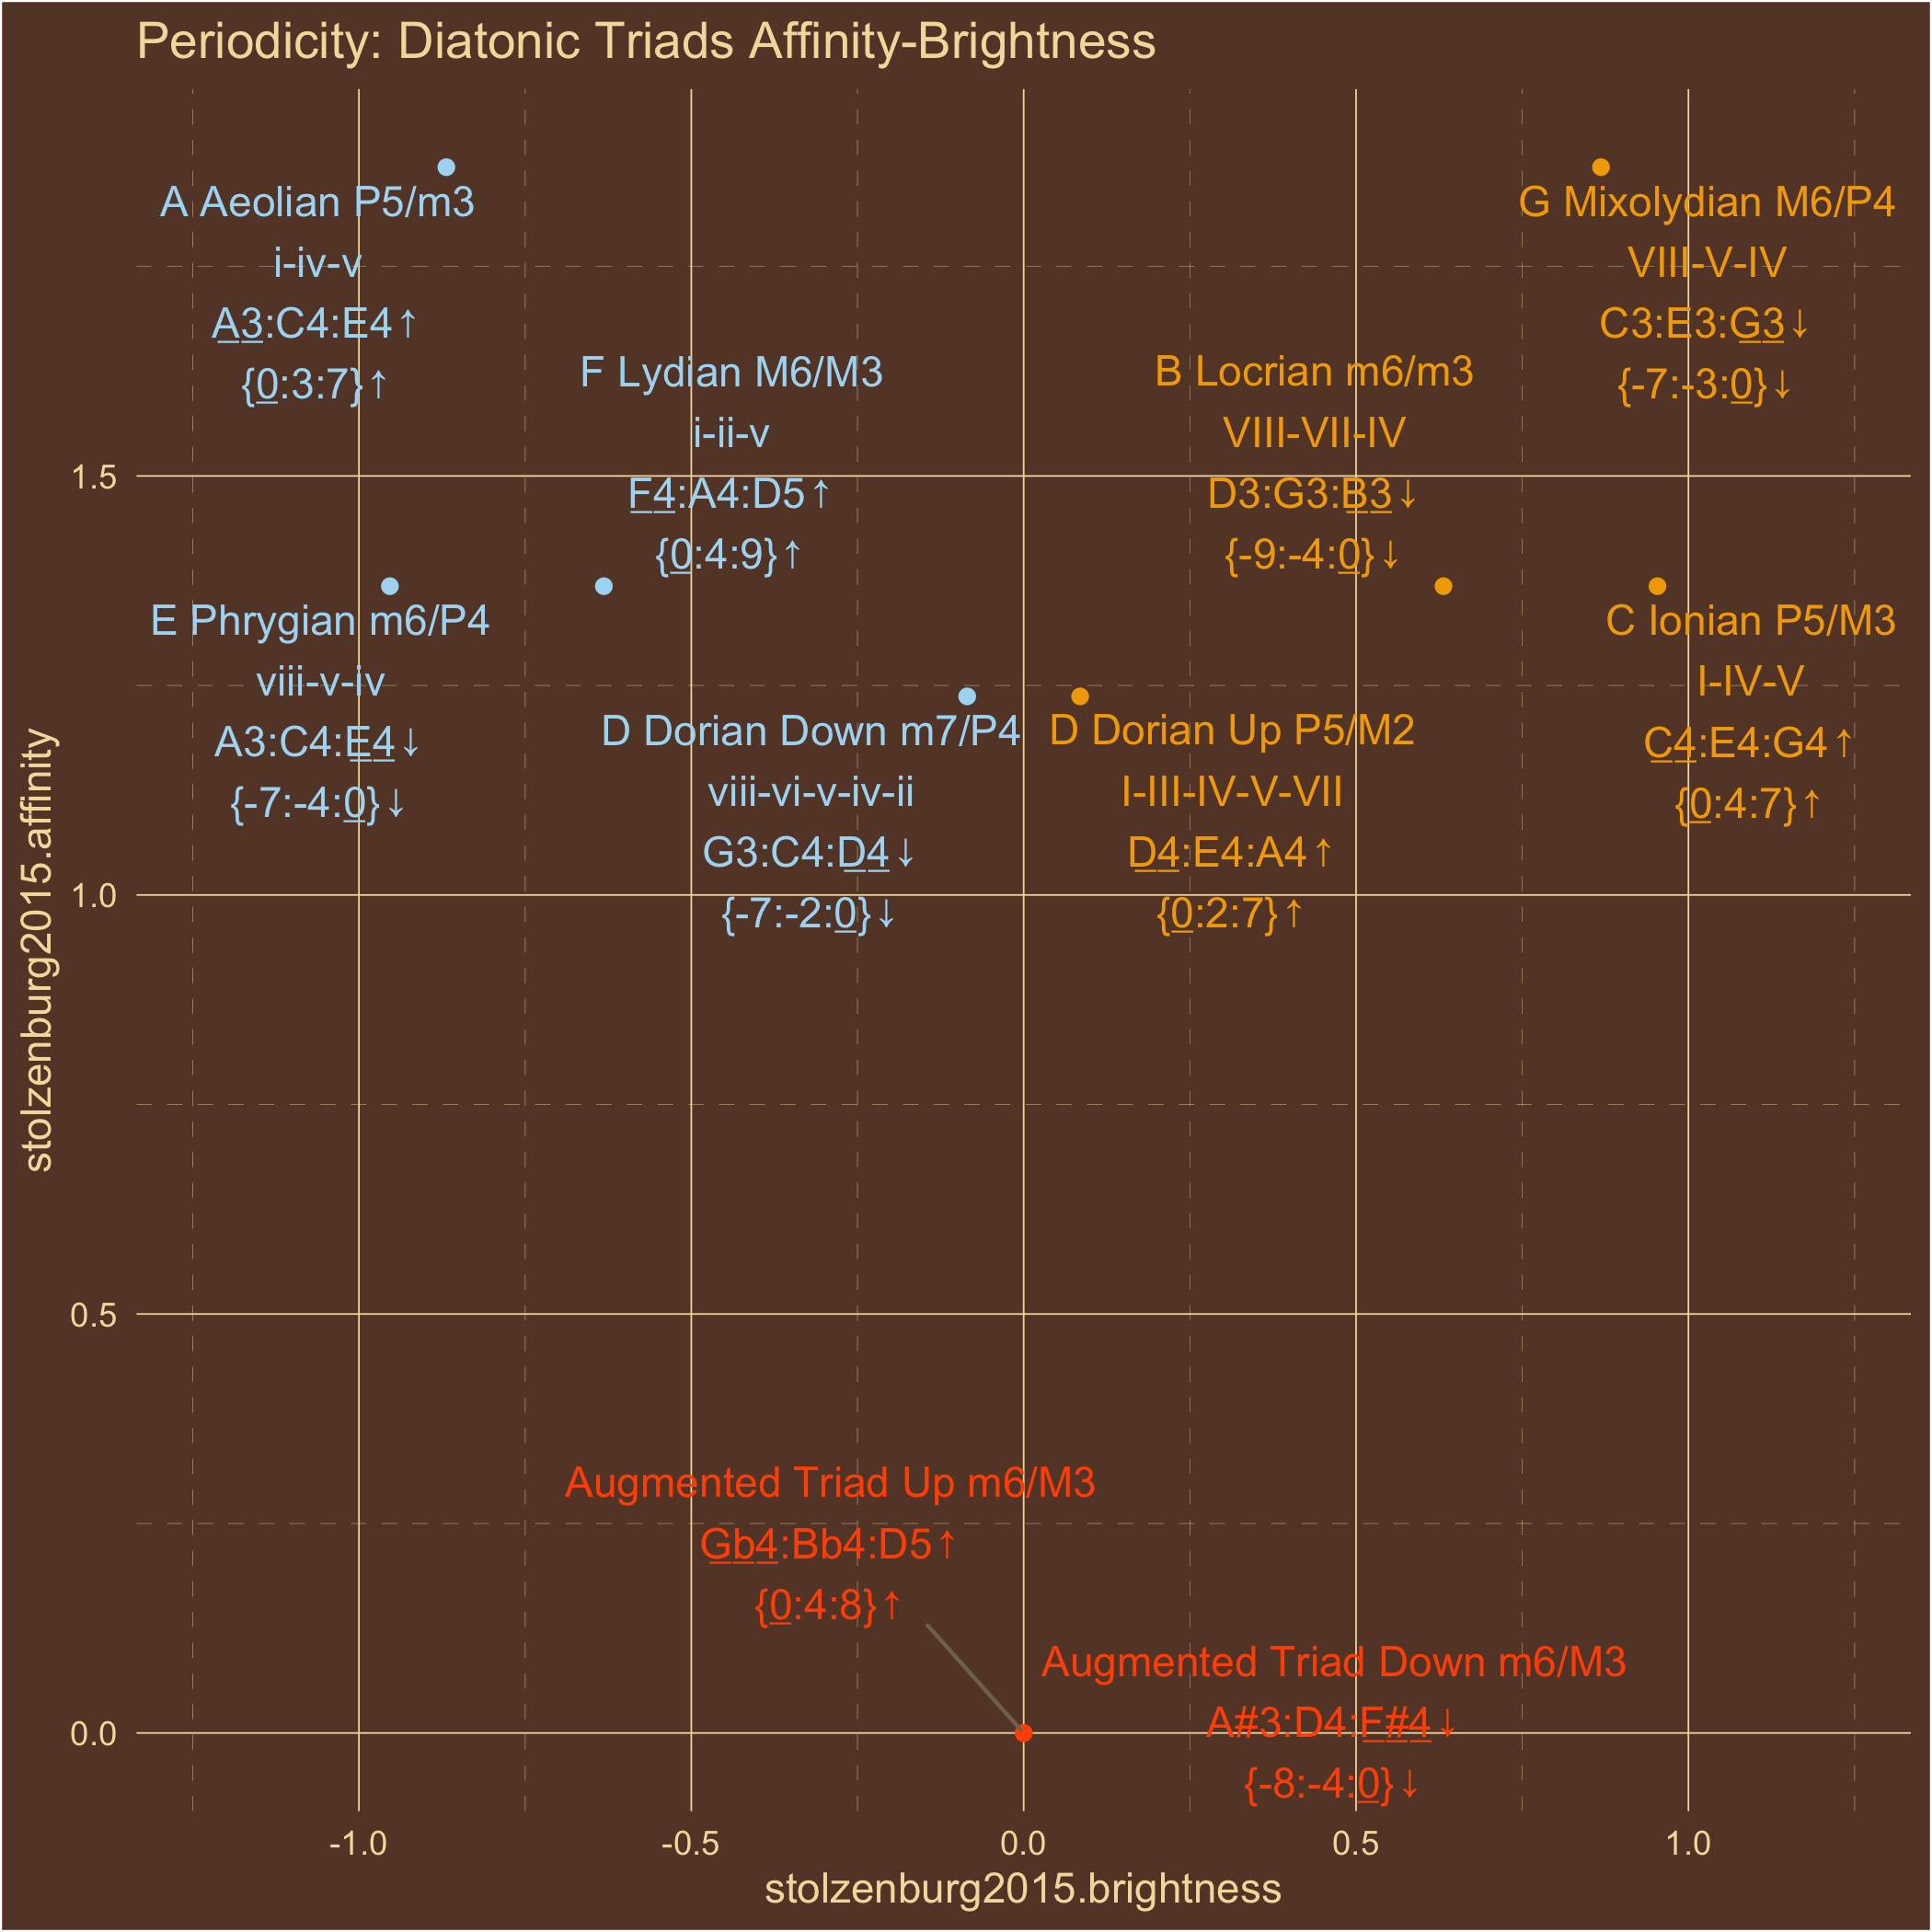 Periodicity: Diatonic Triads Affinity-Brightness
A Aeolian P5/m3
i-iv-v
A3:C4:E4↑
{0:3:7}↑
G Mixolydian M6/P4
VIII-V-IV
C3:E3:G3↓
{-7:-3:0}↓
F Lydian M6/M3
i-ii-v
F4:A4:D5↑
{0:4:9}↑
B Locrian m6/m3
VIII-VII-IV
D3:G3:B3↓
{-9:-4:0}↓
E Phrygian m6/P4
viii-v-iv
A3:C4:E4↓
{-7:-4:0}↓
C Ionian P5/M3
I-IV-V
C4:E4:G4↑
{0:4:7}↑
D Dorian Down m7/P4
viii-vi-v-iv-ii
G3:C4:D4↓
{-7:-2:0}↓
D Dorian Up P5/M2
I-III-IV-V-VII
D4:E4:A4↑
{0:2:7}↑
Augmented Triad Up m6/M3
Gb4:Bb4:D5↑
{0:4:8}↑
Augmented Triad Down m6/M3
A#3:D4:F#4↓
{-8:-4:0}↓
1.5
1.0
0.5
0.0
stolzenburg2015.affinity
-1.0
-0.5
0.0
0.5
1.0
stolzenburg2015.brightness